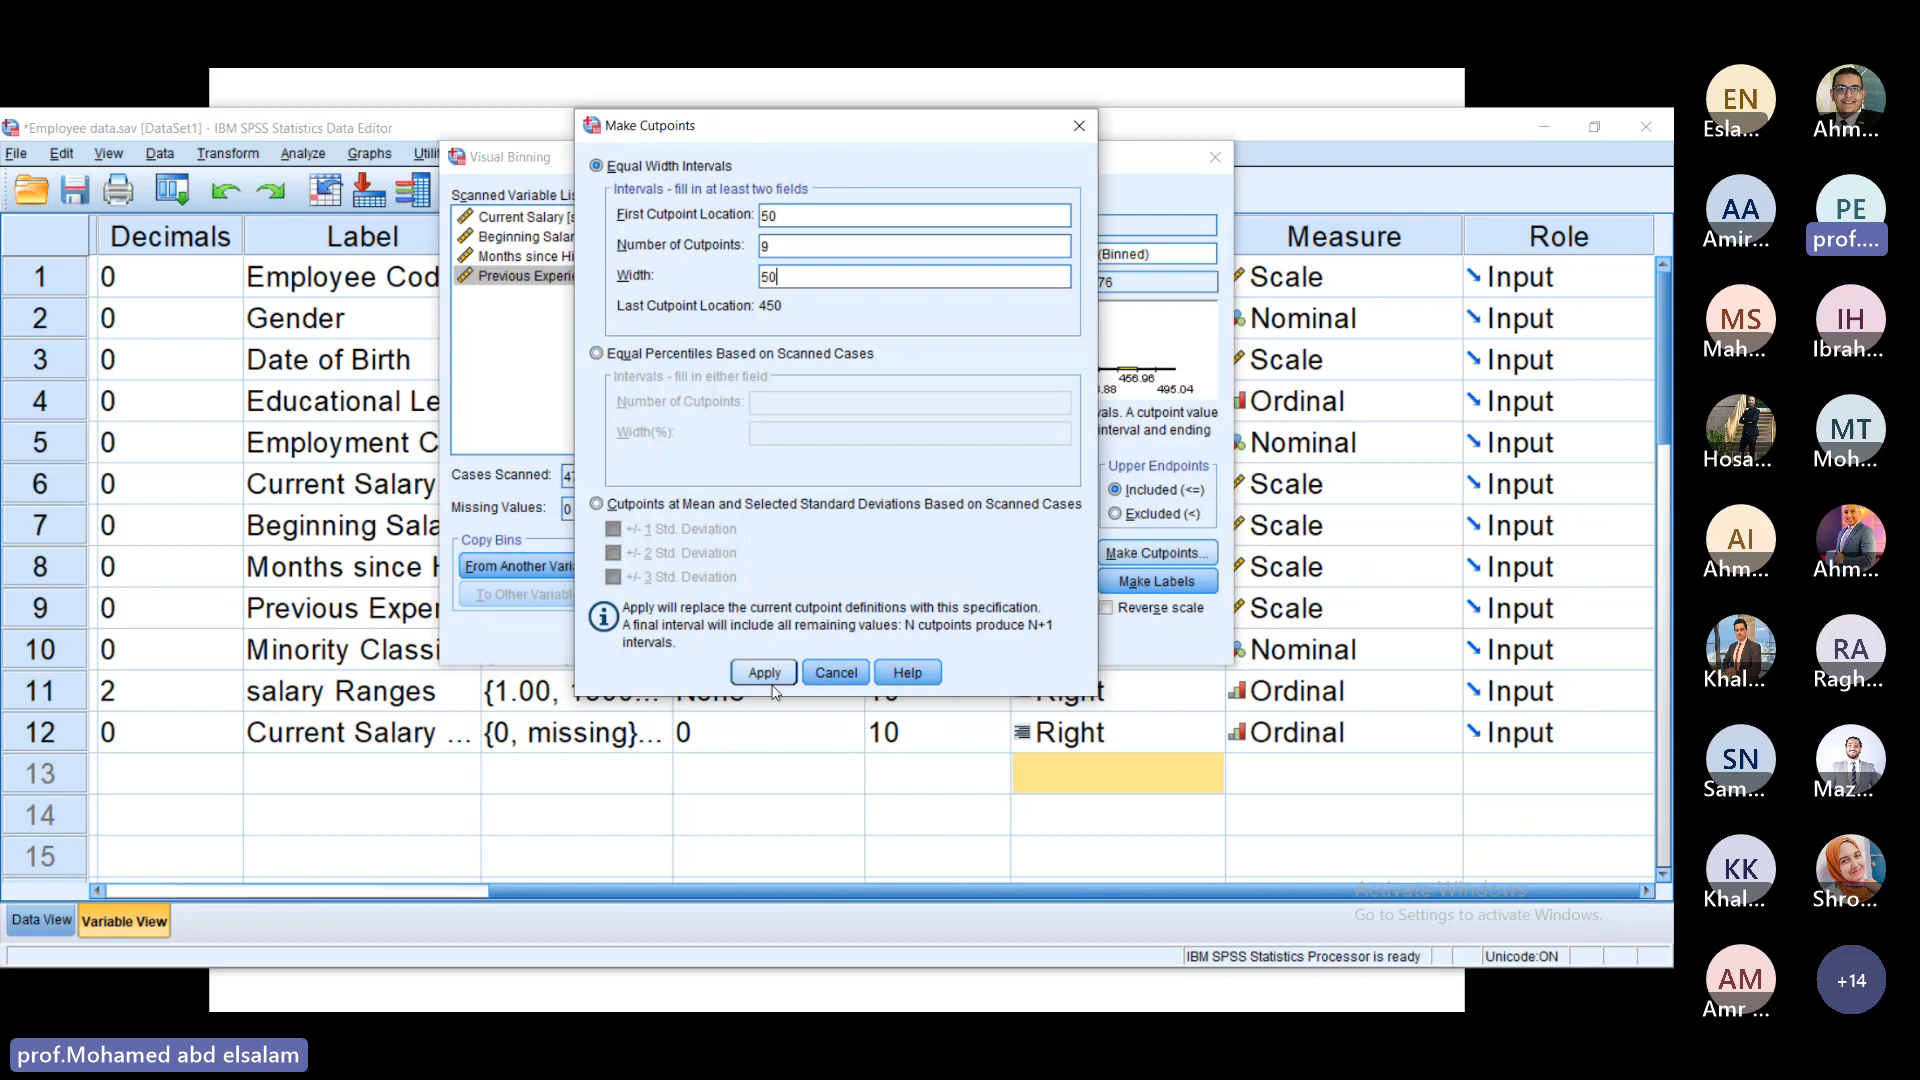 *Employee data.sav [DataSet1] - IBM SPSS Statistics Data Editor
File Edit View Data Transform Analyze Graphs
Decimals Label Measure Role
1 0 Employee Cod Scale Input
2 0 Gender Nominal Input
3 0 Date of Birth Scale Input
4 0 Educational Le Ordinal Input
5 0 Employment C Nominal Input
6 0 Current Salary Scale Input
7 0 Beginning Sala Scale Input
8 0 Months since H Scale Input
9 0 Previous Exper Scale Input
10 0 Minority Classi Nominal Input
11 2 salary Ranges {1.00, Right Ordinal Input
12 0 Current Salary ... {0, missing}... 0 10 Right Ordinal Input
13
14
15
Data View Variable View
IBM SPSS Statistics Processor is ready Unicode:ON
Activate Windows
Go to Settings to activate Windows.
Visual Binning
Scanned Variable Lis
Current Salary [s
Beginning Salar
Months since Hi
Previous Experie
Cases Scanned: 47
Missing Values: 0
Copy Bins
From Another Vari
To Other Variabl
(Binned)
76
.88 456.96 495.04
vals. A cutpoint value
interval and ending
Upper Endpoints
Included (<=)
Excluded (<)
Make Cutpoints...
Make Labels
Reverse scale
Make Cutpoints
Equal Width Intervals
Intervals - fill in at least two fields
First Cutpoint Location: 50
Number of Cutpoints: 9
Width: 50
Last Cutpoint Location: 450
Equal Percentiles Based on Scanned Cases
Intervals - fill in either field
Number of Cutpoints:
Width(%):
Cutpoints at Mean and Selected Standard Deviations Based on Scanned Cases
+/- 1 Std. Deviation
+/- 2 Std. Deviation
+/- 3 Std. Deviation
Apply will replace the current cutpoint definitions with this specification.
A final interval will include all remaining values: N cutpoints produce N+1
intervals.
Apply Cancel Help
EN
Esla... Ahm...
AA PE
Amir... prof....
MS IH
Mah... Ibrah...
MT
Hosa... Moh...
AI
Ahm... Ahm...
RA
Khal... Ragh...
SN
Sam... Maz...
KK
Khal... Shro...
AM +14
Amr ...
prof.Mohamed abd elsalam